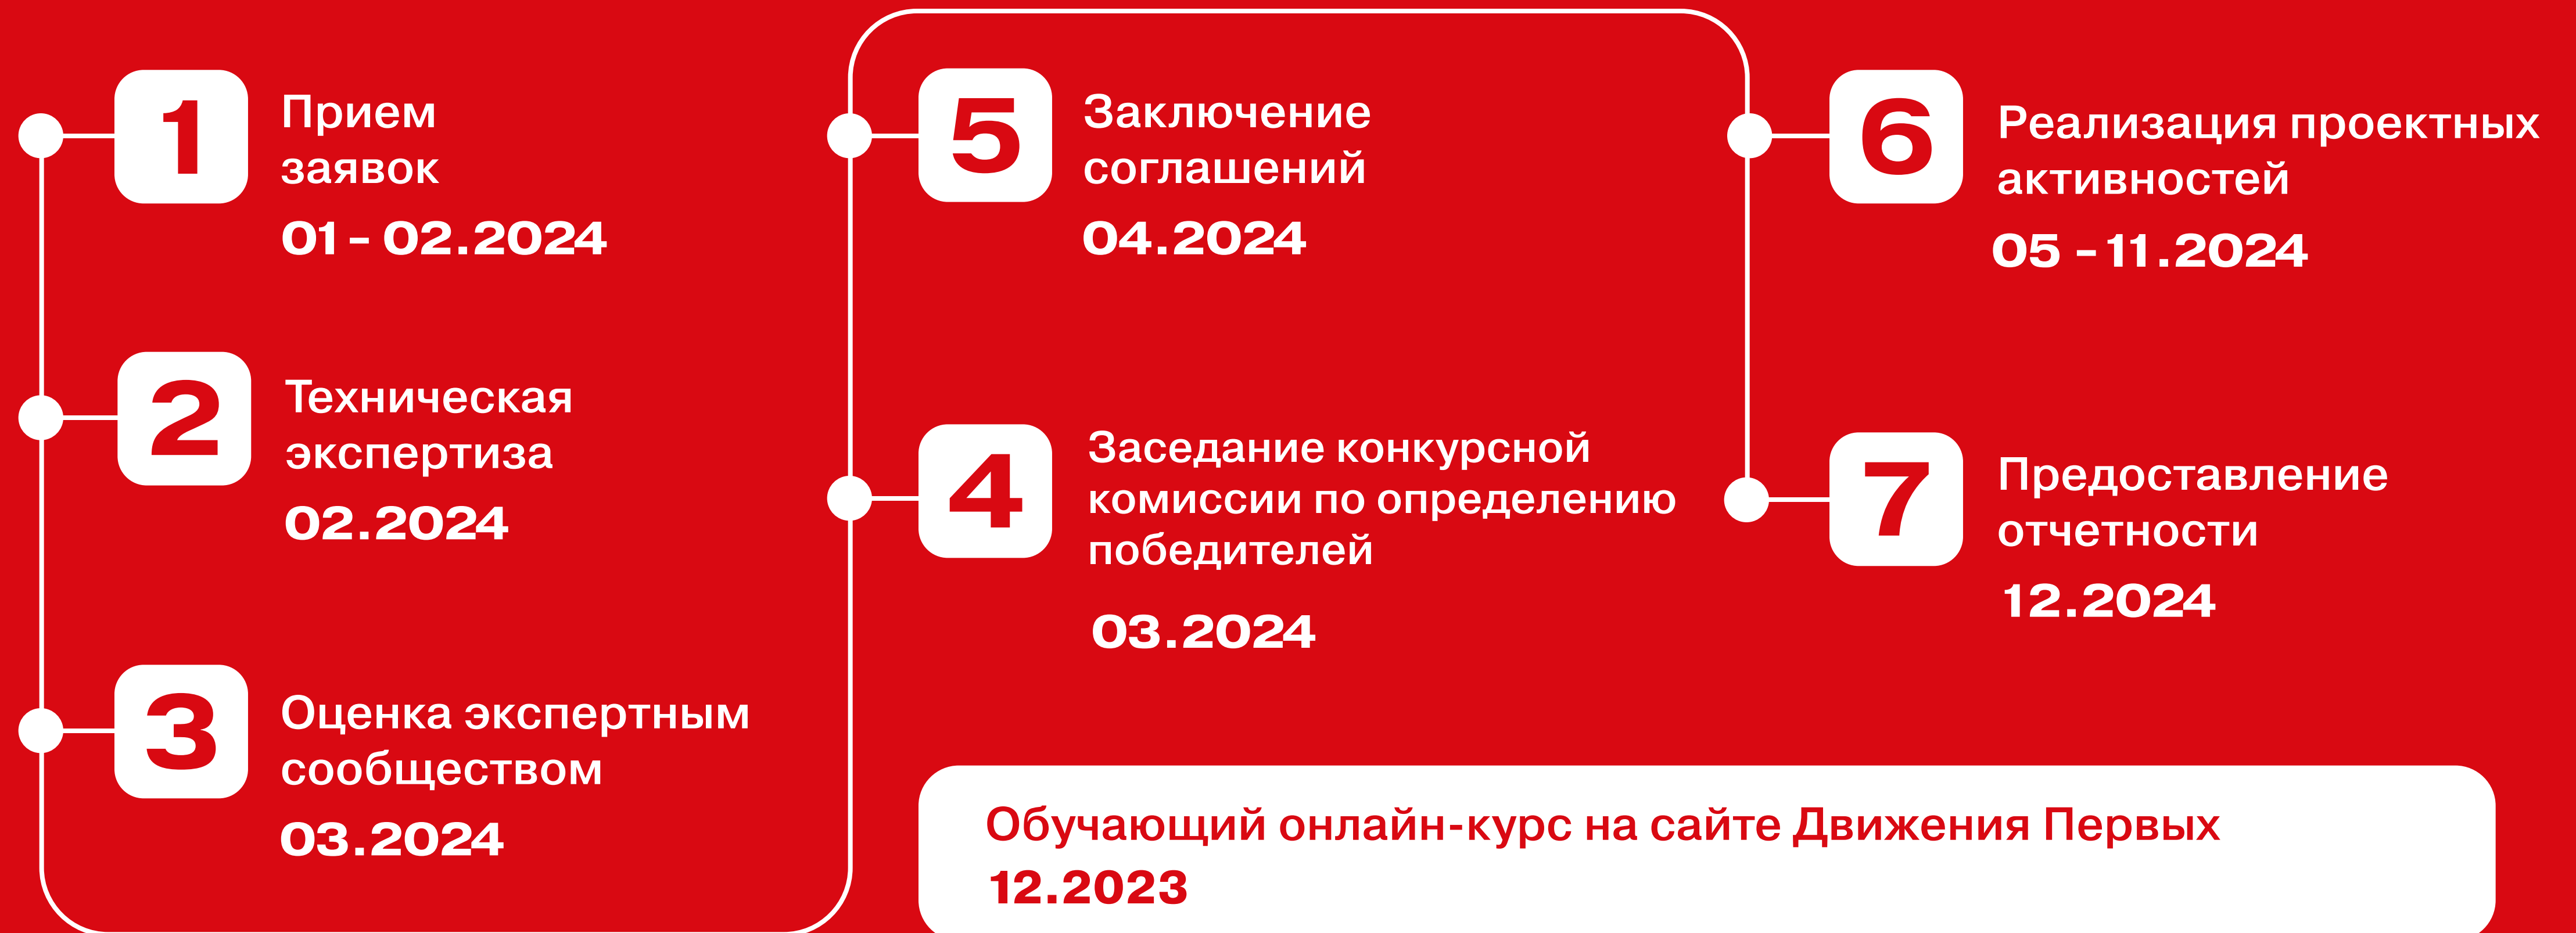 1
Прием
заявок
01 - 02.2024
2
Техническая
экспертиза
02.2024
3
Оценка экспертным
сообществом
03.2024
4
Заседание конкурсной
комиссии по определению
победителей
03.2024
5
Заключение
соглашений
04.2024
6
Реализация проектных
активностей
05 - 11.2024
7
Предоставление
отчетности
12.2024
Обучающий онлайн-курс на сайте Движения Первых
12.2023